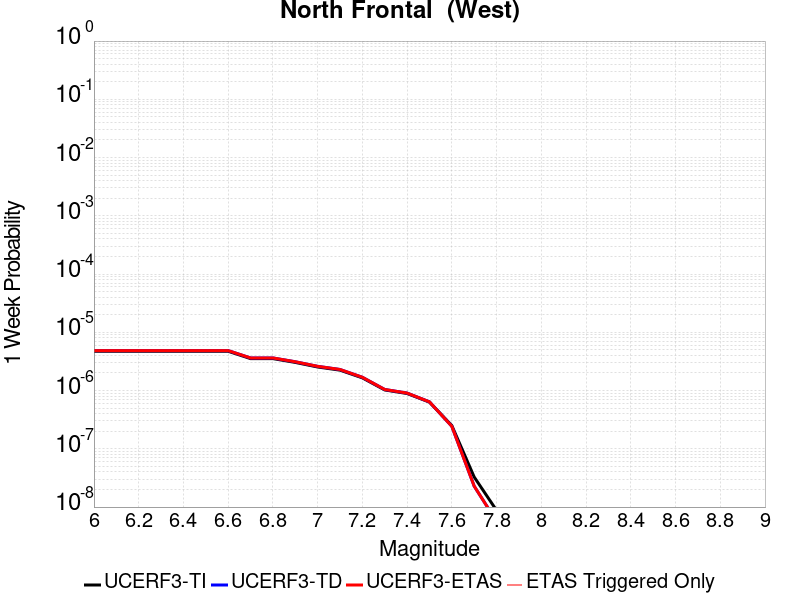 North Frontal  (West)
10^0
10^-1
10^-2
10^-3
10^-4
10^-5
10^-6
10^-7
10^-8
1 Week Probability
6 6.2 6.4 6.6 6.8 7 7.2 7.4 7.6 7.8 8 8.2 8.4 8.6 8.8 9
Magnitude
UCERF3-TI UCERF3-TD UCERF3-ETAS ETAS Triggered Only